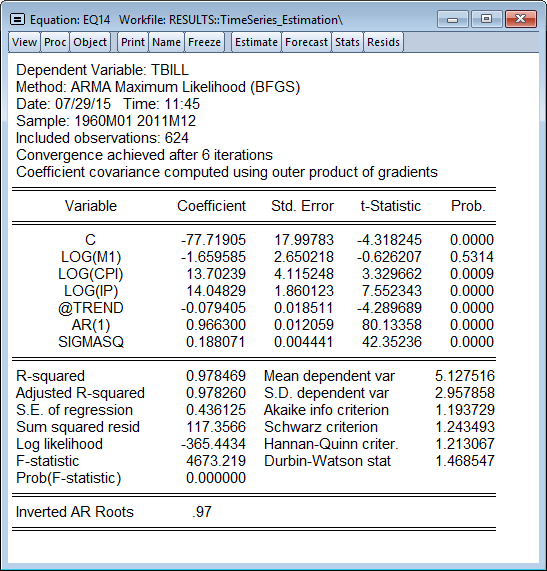 Equation: EQ14 Workfile: RESULTS::TimeSeries_Estimation\
View Proc Object Print Name Freeze Estimate Forecast Stats Resids
Dependent Variable: TBILL
Method: ARMA Maximum Likelihood (BFGS)
Date: 07/29/15 Time: 11:45
Sample: 1960M01 2011M12
Included observations: 624
Convergence achieved after 6 iterations
Coefficient covariance computed using outer product of gradients
Variable Coefficient Std. Error t-Statistic Prob.
C -77.71905 17.99783 -4.318245 0.0000
LOG(M1) -1.659585 2.650218 -0.626207 0.5314
LOG(CPI) 13.70239 4.115248 3.329662 0.0009
LOG(IP) 14.04829 1.860123 7.552343 0.0000
@TREND -0.079405 0.018511 -4.289689 0.0000
AR(1) 0.966300 0.012059 80.13358 0.0000
SIGMASQ 0.188071 0.004441 42.35236 0.0000
R-squared 0.978469 Mean dependent var 5.127516
Adjusted R-squared 0.978260 S.D. dependent var 2.957858
S.E. of regression 0.436125 Akaike info criterion 1.193729
Sum squared resid 117.3566 Schwarz criterion 1.243493
Log likelihood -365.4434 Hannan-Quinn criter. 1.213067
F-statistic 4673.219 Durbin-Watson stat 1.468547
Prob(F-statistic) 0.000000
Inverted AR Roots .97